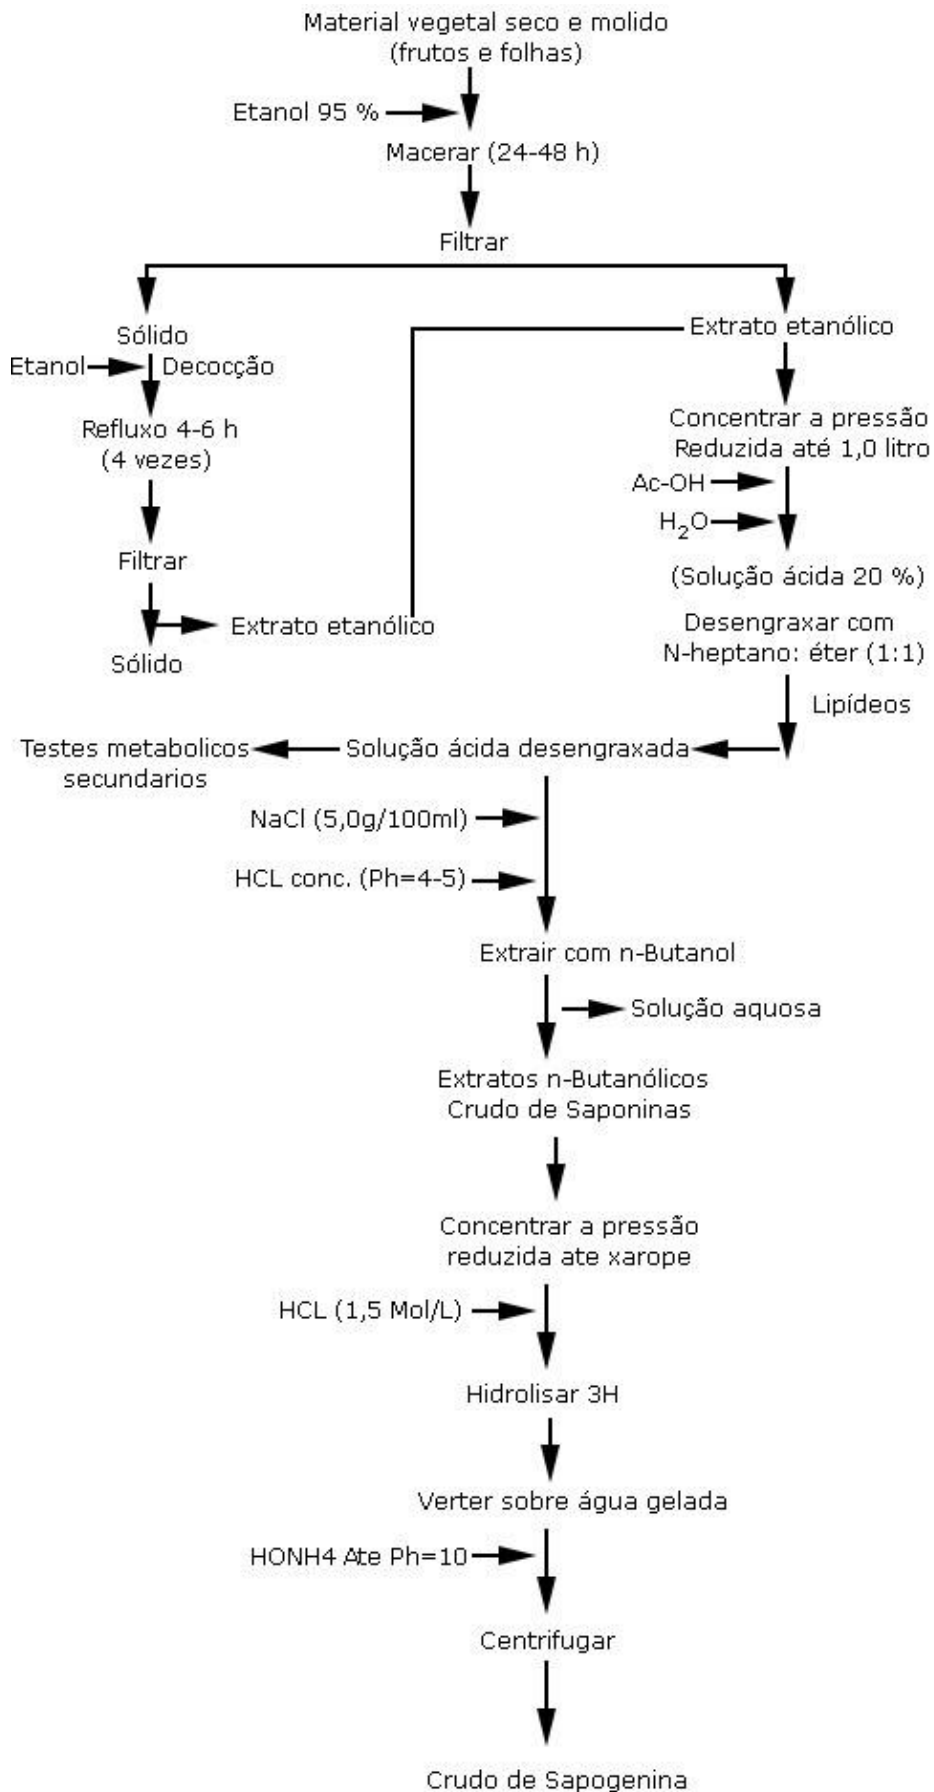 Material vegetal seco e molido
(frutos e folhas)
Etanol 95 %
Macerar (24-48 h)
Filtrar
Sólido
Etanol
Decocção
Refluxo 4-6 h
(4 vezes)
Filtrar
Extrato etanólico
Sólido
Extrato etanólico
Concentrar a pressão
Reduzida até 1,0 litro
Ac-OH
H₂O
(Solução ácida 20 %)
Desengraxar com
N-heptano: éter (1:1)
Lipídeos
Solução ácida desengraxada
Testes metabolicos
secundarios
NaCl (5,0g/100ml)
HCL conc. (Ph=4-5)
Extrair com n-Butanol
Solução aquosa
Extratos n-Butanólicos
Crudo de Saponinas
Concentrar a pressão
reduzida ate xarope
HCL (1,5 Mol/L)
Hidrolisar 3H
Verter sobre água gelada
HONH4 Ate Ph=10
Centrifugar
Crudo de Sapogenina